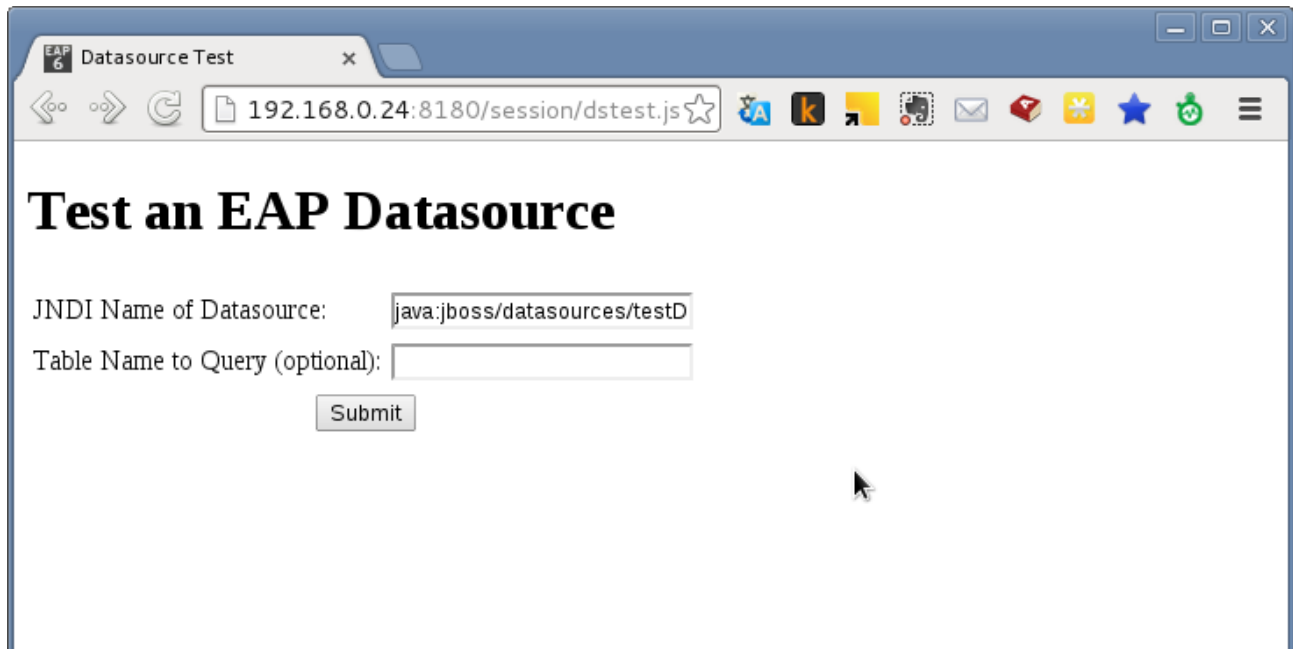 EAP 6 Datasource Test
192.168.0.24:8180/session/dstest.js
k
Test an EAP Datasource
JNDI Name of Datasource: java:jboss/datasources/testD
Table Name to Query (optional):
Submit